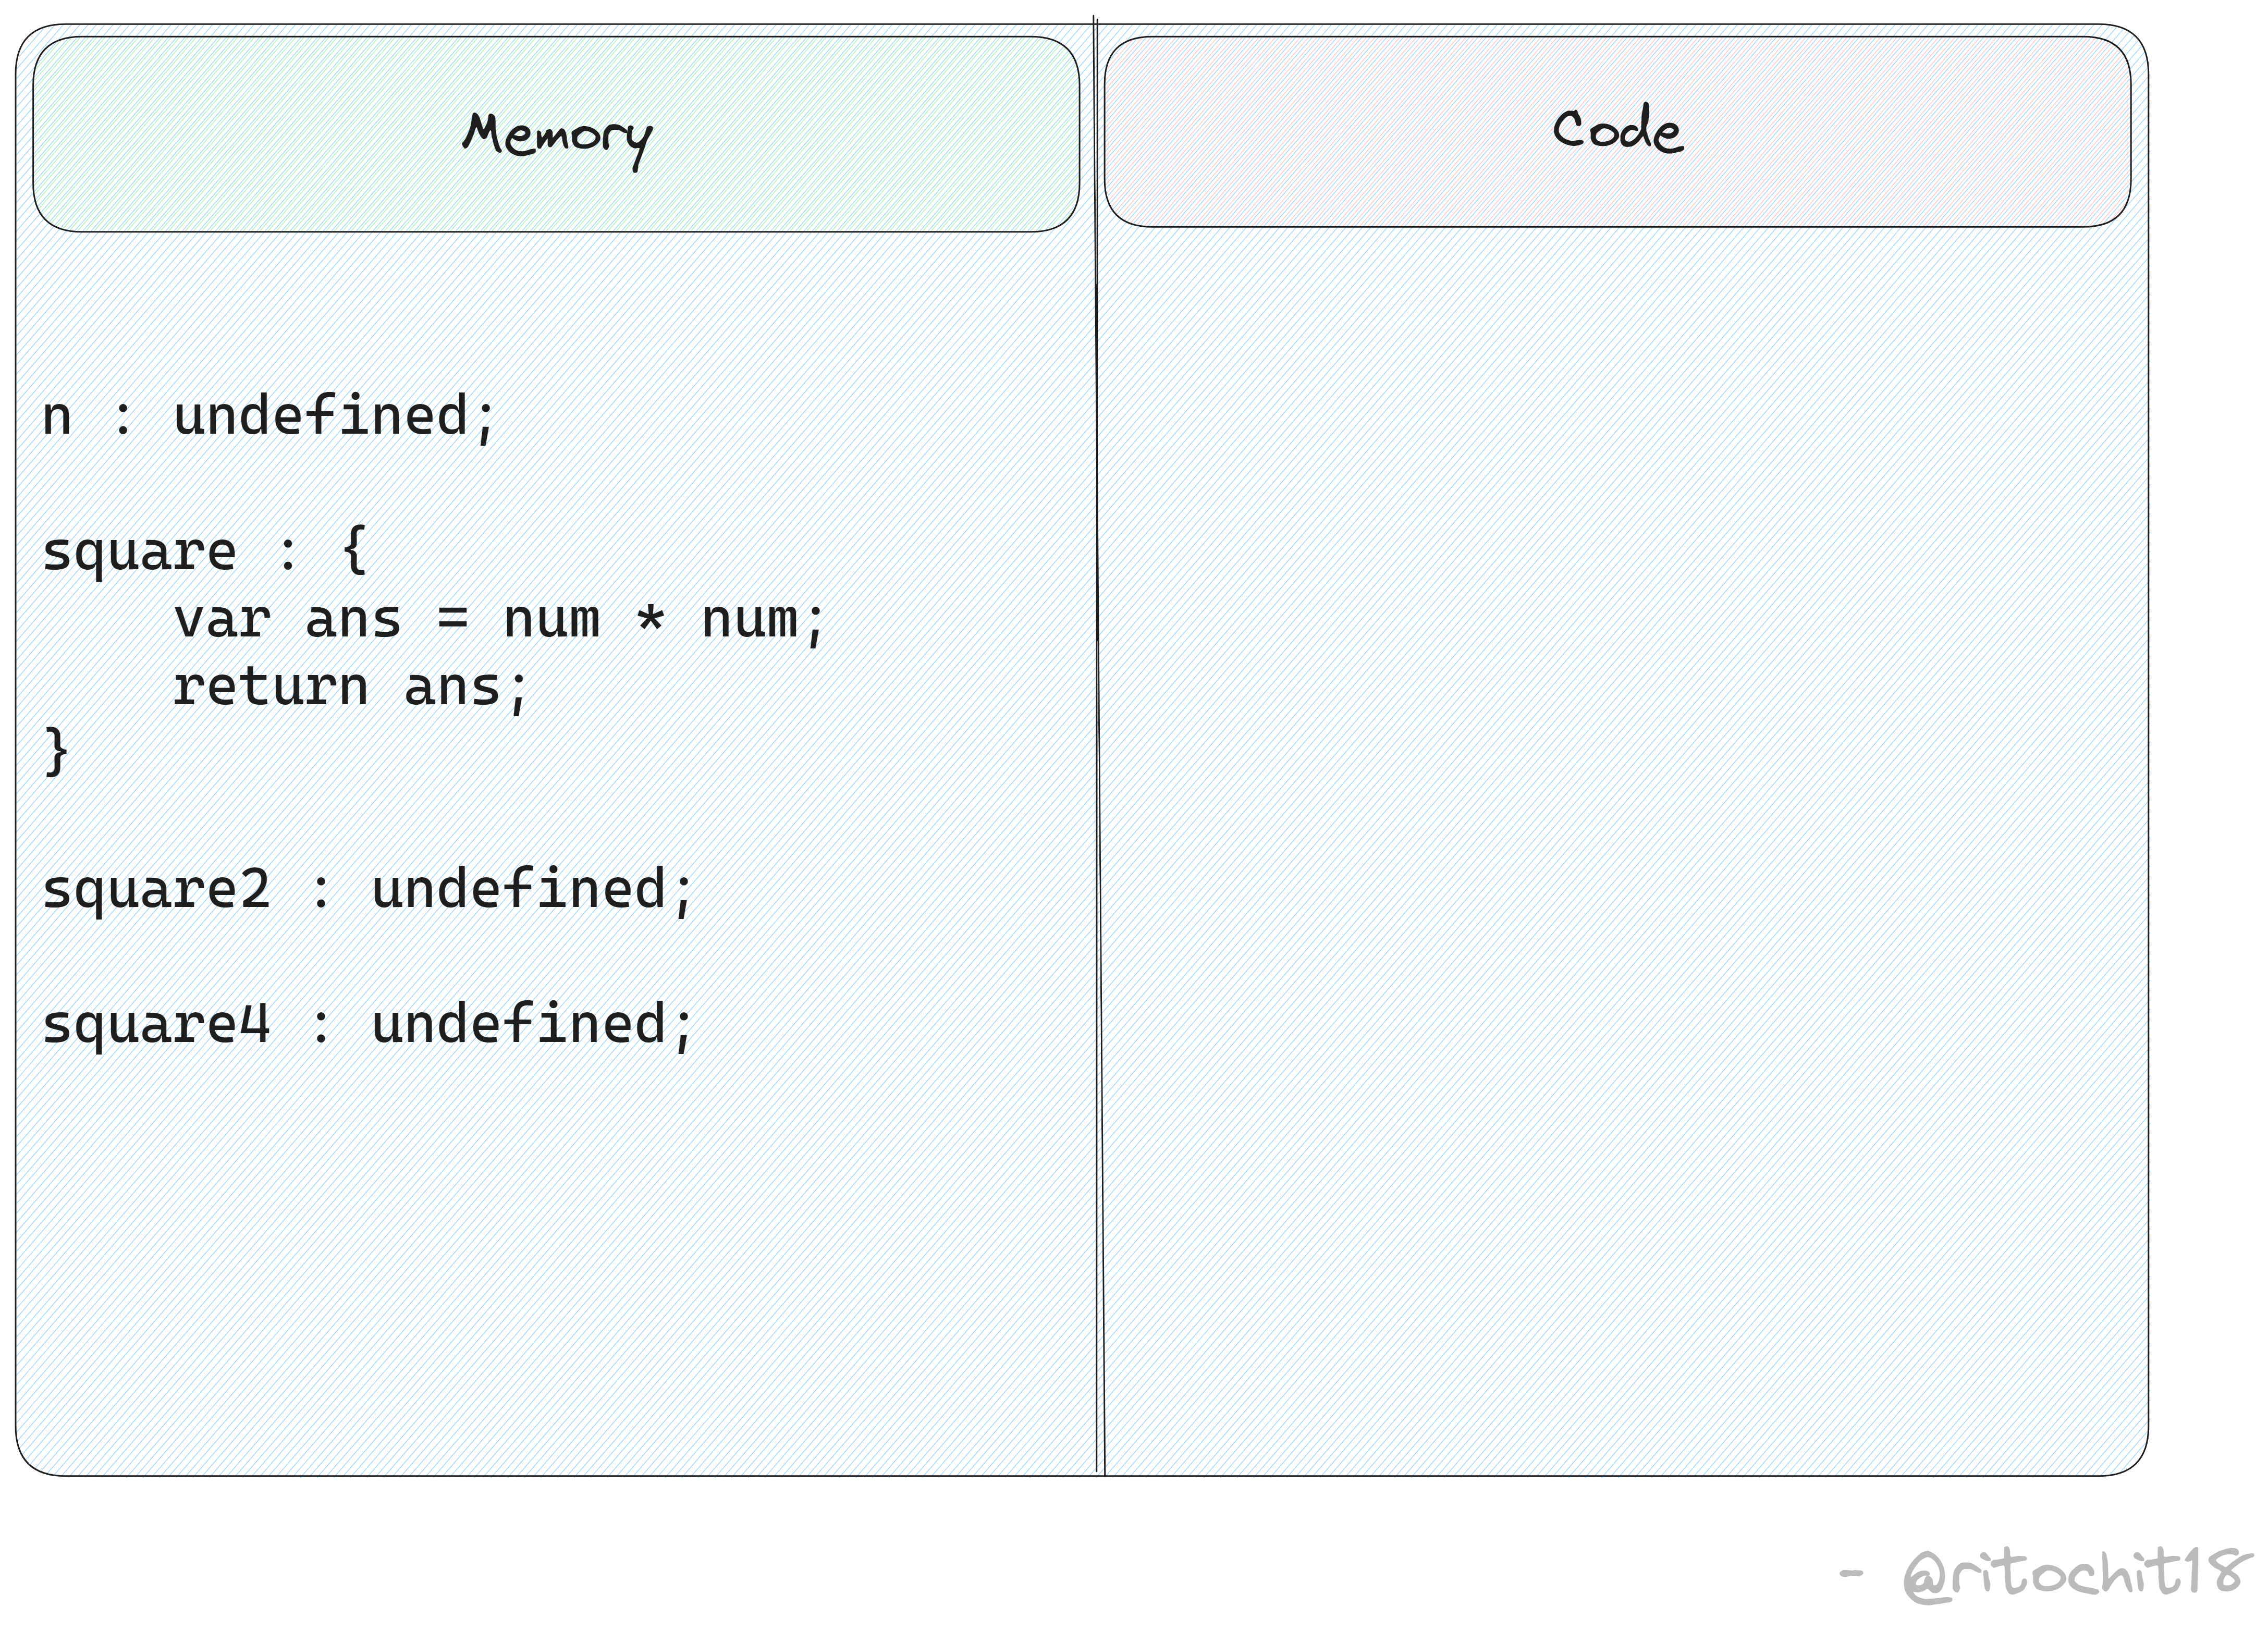 Memory
Code
n : undefined;
square : {
    var ans = num * num;
    return ans;
}
square2 : undefined;
square4 : undefined;
- @ritochit18